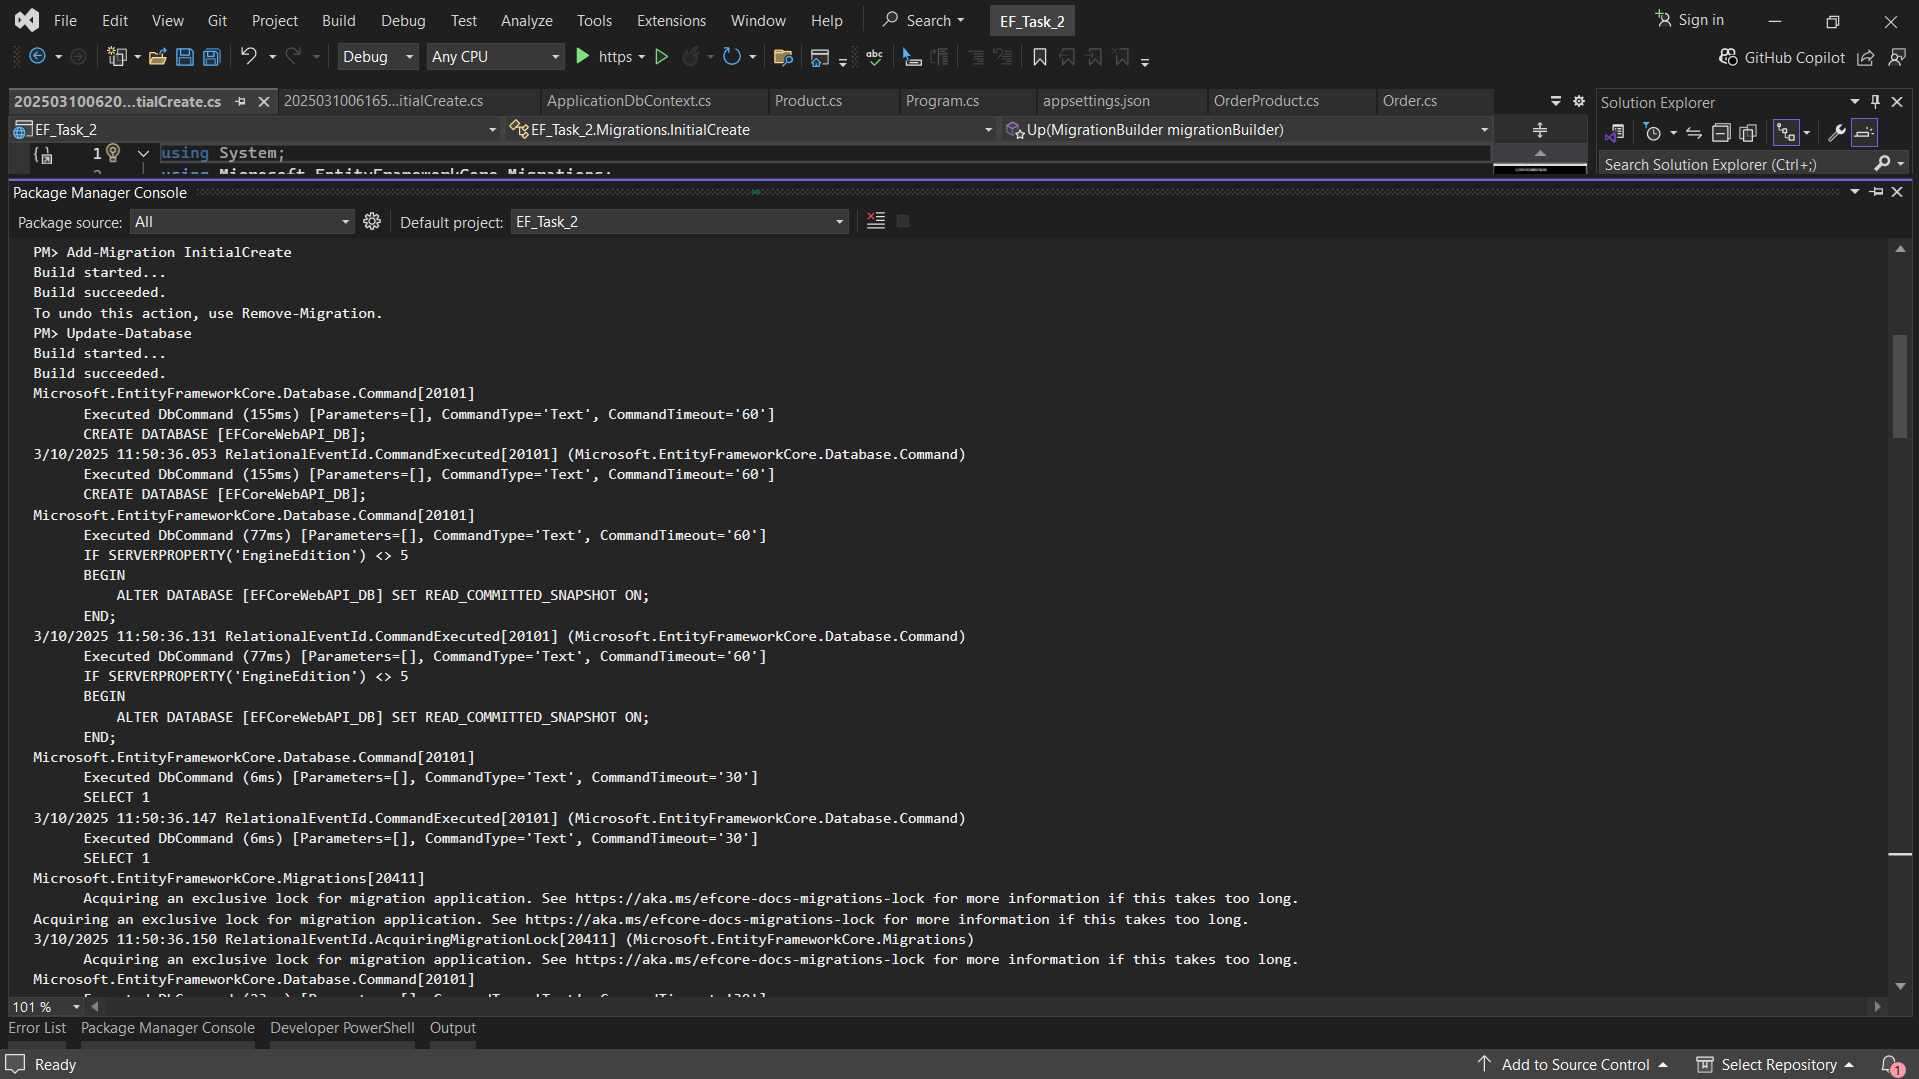 File Edit View Git Project Build Debug Test Analyze Tools Extensions Window Help Search EF_Task_2 Sign in
Debug Any CPU https abc GitHub Copilot
202503100620...tialCreate.cs 2025031006165...itialCreate.cs ApplicationDbContext.cs Product.cs Program.cs appsettings.json OrderProduct.cs Order.cs Solution Explorer
EF_Task_2 EF_Task_2.Migrations.InitialCreate Up(MigrationBuilder migrationBuilder)
1 using System; Search Solution Explorer (Ctrl+;)
2 using Microsoft.EntityFrameworkCore.Migrations;
Package Manager Console
Package source: All Default project: EF_Task_2
PM> Add-Migration InitialCreate
Build started...
Build succeeded.
To undo this action, use Remove-Migration.
PM> Update-Database
Build started...
Build succeeded.
Microsoft.EntityFrameworkCore.Database.Command[20101]
Executed DbCommand (155ms) [Parameters=[], CommandType='Text', CommandTimeout='60']
CREATE DATABASE [EFCoreWebAPI_DB];
3/10/2025 11:50:36.053 RelationalEventId.CommandExecuted[20101] (Microsoft.EntityFrameworkCore.Database.Command)
Executed DbCommand (155ms) [Parameters=[], CommandType='Text', CommandTimeout='60']
CREATE DATABASE [EFCoreWebAPI_DB];
Microsoft.EntityFrameworkCore.Database.Command[20101]
Executed DbCommand (77ms) [Parameters=[], CommandType='Text', CommandTimeout='60']
IF SERVERPROPERTY('EngineEdition') <> 5
BEGIN
ALTER DATABASE [EFCoreWebAPI_DB] SET READ_COMMITTED_SNAPSHOT ON;
END;
3/10/2025 11:50:36.131 RelationalEventId.CommandExecuted[20101] (Microsoft.EntityFrameworkCore.Database.Command)
Executed DbCommand (77ms) [Parameters=[], CommandType='Text', CommandTimeout='60']
IF SERVERPROPERTY('EngineEdition') <> 5
BEGIN
ALTER DATABASE [EFCoreWebAPI_DB] SET READ_COMMITTED_SNAPSHOT ON;
END;
Microsoft.EntityFrameworkCore.Database.Command[20101]
Executed DbCommand (6ms) [Parameters=[], CommandType='Text', CommandTimeout='30']
SELECT 1
3/10/2025 11:50:36.147 RelationalEventId.CommandExecuted[20101] (Microsoft.EntityFrameworkCore.Database.Command)
Executed DbCommand (6ms) [Parameters=[], CommandType='Text', CommandTimeout='30']
SELECT 1
Microsoft.EntityFrameworkCore.Migrations[20411]
Acquiring an exclusive lock for migration application. See https://aka.ms/efcore-docs-migrations-lock for more information if this takes too long.
Acquiring an exclusive lock for migration application. See https://aka.ms/efcore-docs-migrations-lock for more information if this takes too long.
3/10/2025 11:50:36.150 RelationalEventId.AcquiringMigrationLock[20411] (Microsoft.EntityFrameworkCore.Migrations)
Acquiring an exclusive lock for migration application. See https://aka.ms/efcore-docs-migrations-lock for more information if this takes too long.
Microsoft.EntityFrameworkCore.Database.Command[20101]
101 %
Error List Package Manager Console Developer PowerShell Output
Ready Add to Source Control Select Repository 1